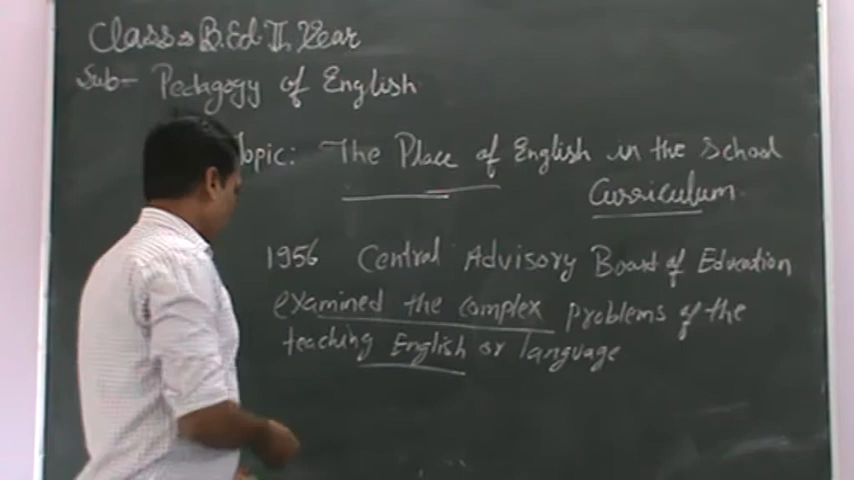 Class → B.Ed. II. Year
Sub - Pedagogy of English
Topic: The Place of English in the School
Curriculum.
1956 Central Advisory Board of Education
examined the complex problems of the
teaching English or language